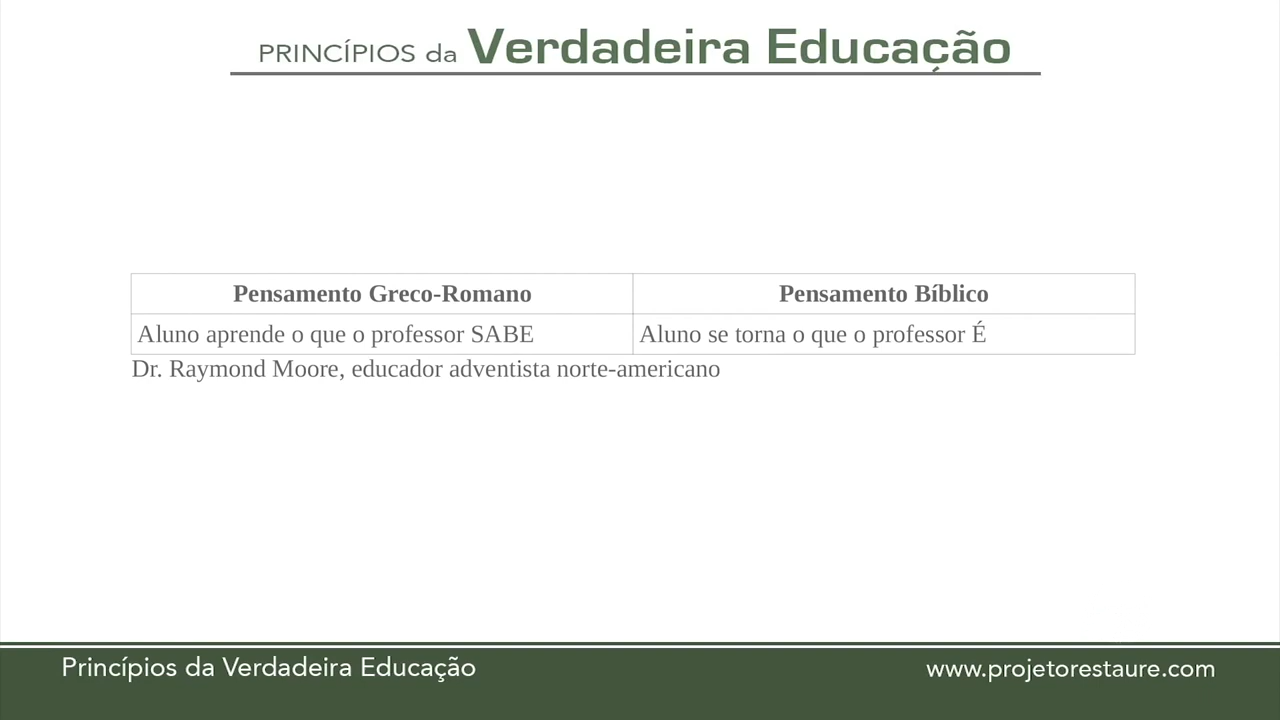 PRINCÍPIOS da Verdadeira Educação
Pensamento Greco-Romano Pensamento Bíblico
Aluno aprende o que o professor SABE Aluno se torna o que o professor É
Dr. Raymond Moore, educador adventista norte-americano
Princípios da Verdadeira Educação www.projetorestaure.com